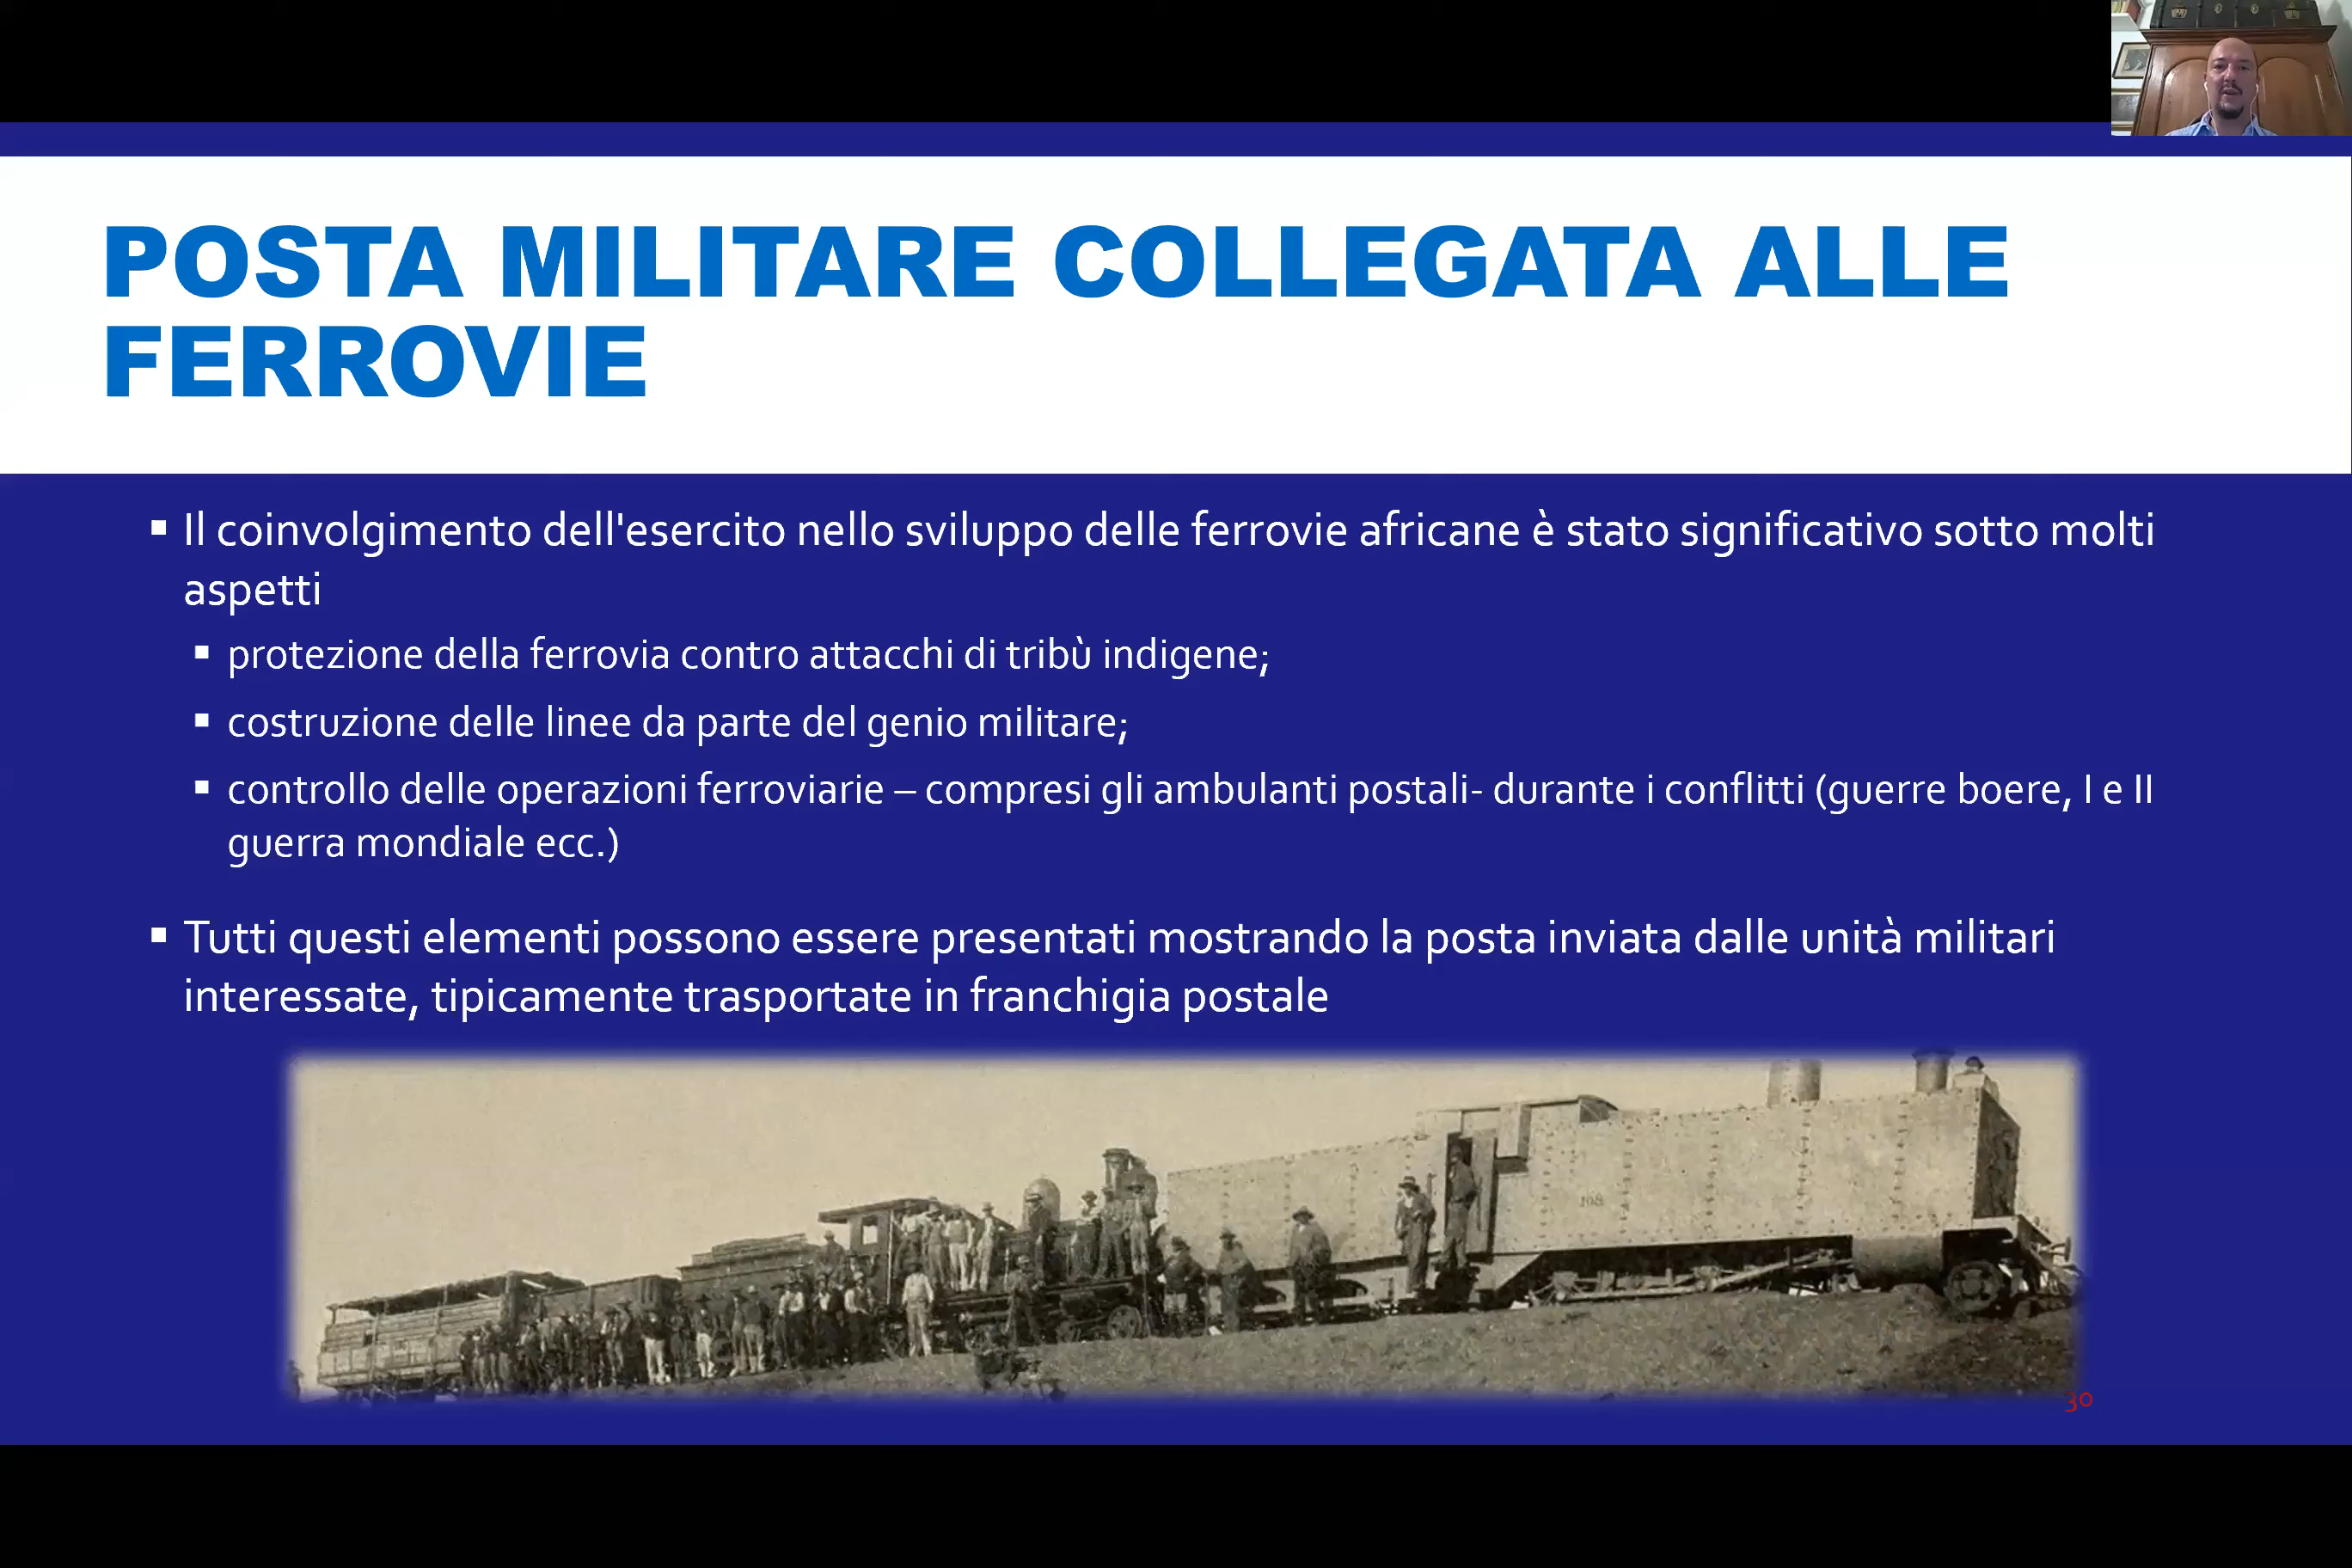 POSTA MILITARE COLLEGATA ALLE
FERROVIE
▪ Il coinvolgimento dell'esercito nello sviluppo delle ferrovie africane è stato significativo sotto molti
aspetti
▪ protezione della ferrovia contro attacchi di tribù indigene;
▪ costruzione delle linee da parte del genio militare;
▪ controllo delle operazioni ferroviarie – compresi gli ambulanti postali- durante i conflitti (guerre boere, I e II
guerra mondiale ecc.)
▪ Tutti questi elementi possono essere presentati mostrando la posta inviata dalle unità militari
interessate, tipicamente trasportate in franchigia postale
30